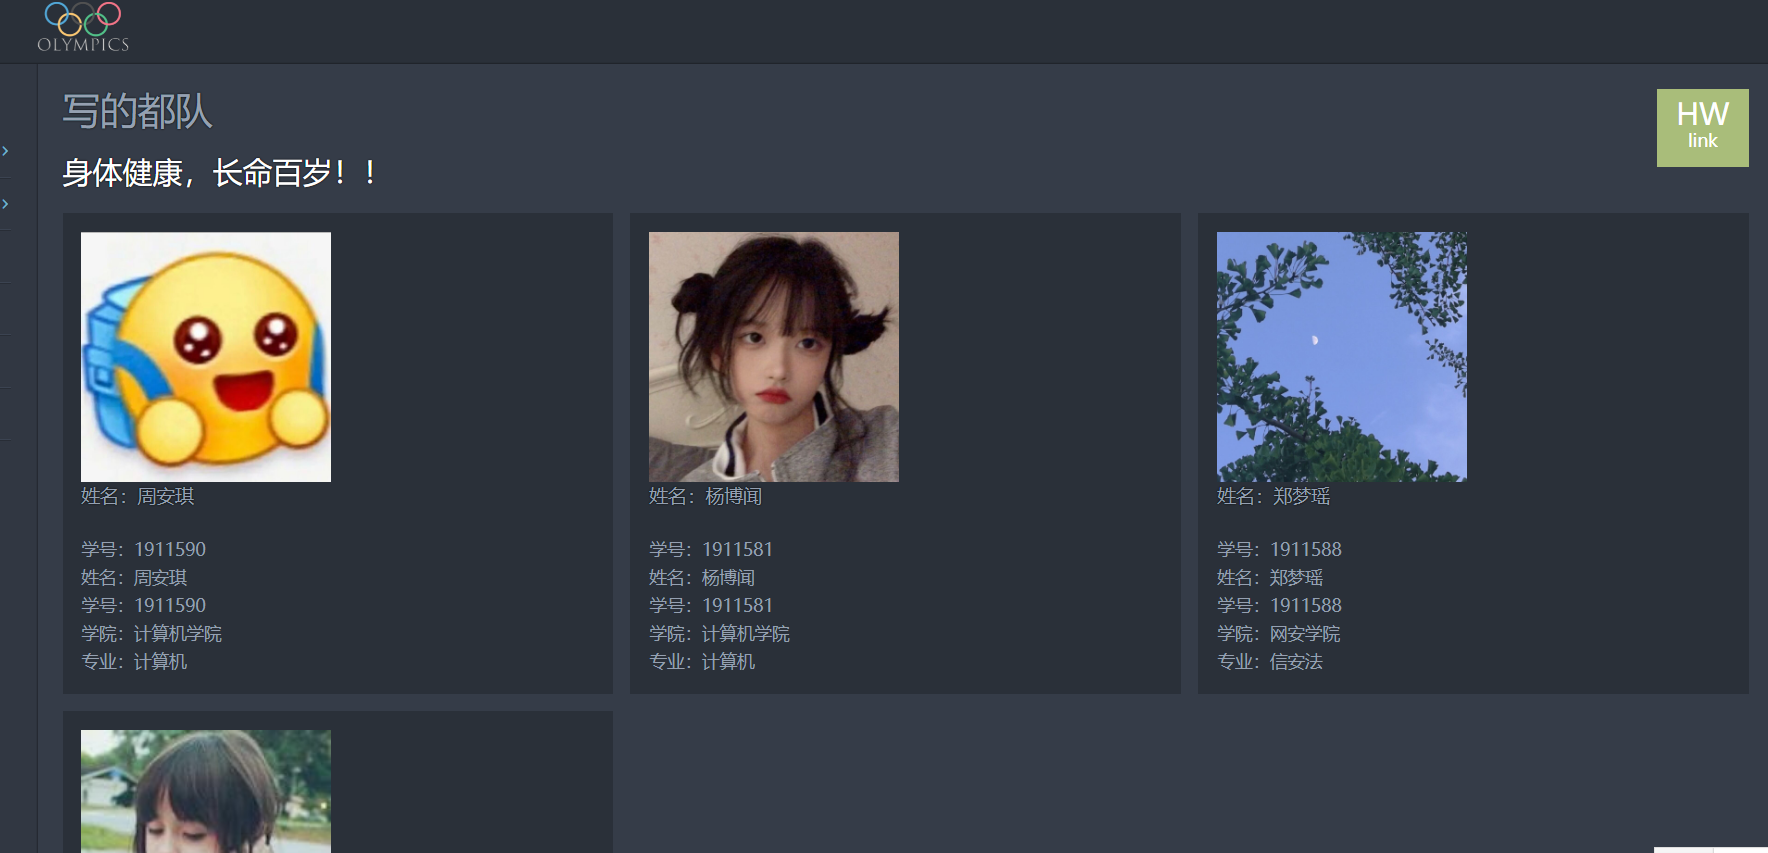 OLYMPICS
写的都队
HW
link
身体健康，长命百岁！！
姓名：周安琪
学号：1911590
姓名：周安琪
学号：1911590
学院：计算机学院
专业：计算机
姓名：杨博闻
学号：1911581
姓名：杨博闻
学号：1911581
学院：计算机学院
专业：计算机
姓名：郑梦瑶
学号：1911588
姓名：郑梦瑶
学号：1911588
学院：网安学院
专业：信安法